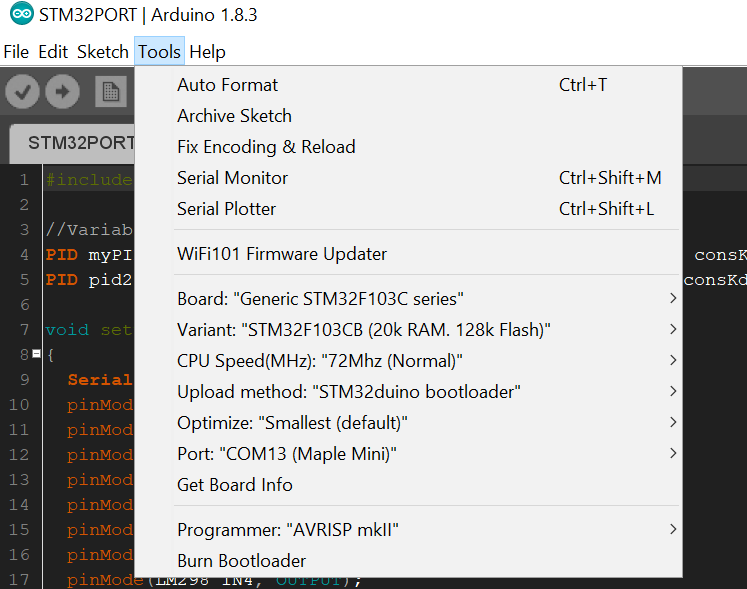 STM32PORT | Arduino 1.8.3
File Edit Sketch Tools Help
Auto Format Ctrl+T
Archive Sketch
Fix Encoding & Reload
Serial Monitor Ctrl+Shift+M
Serial Plotter Ctrl+Shift+L
WiFi101 Firmware Updater
Board: "Generic STM32F103C series"
Variant: "STM32F103CB (20k RAM. 128k Flash)"
CPU Speed(MHz): "72Mhz (Normal)"
Upload method: "STM32duino bootloader"
Optimize: "Smallest (default)"
Port: "COM13 (Maple Mini)"
Get Board Info
Programmer: "AVRISP mkII"
Burn Bootloader
STM32PORT
1 #include
2
3 //Variab
4 PID myPI consK
5 PID pid2 consKd
6
7 void set
8 {
9 Serial
10 pinMod
11 pinMod
12 pinMod
13 pinMod
14 pinMod
15 pinMod
16 pinMod
17 pinMode(LM298_IN4, OUTPUT);